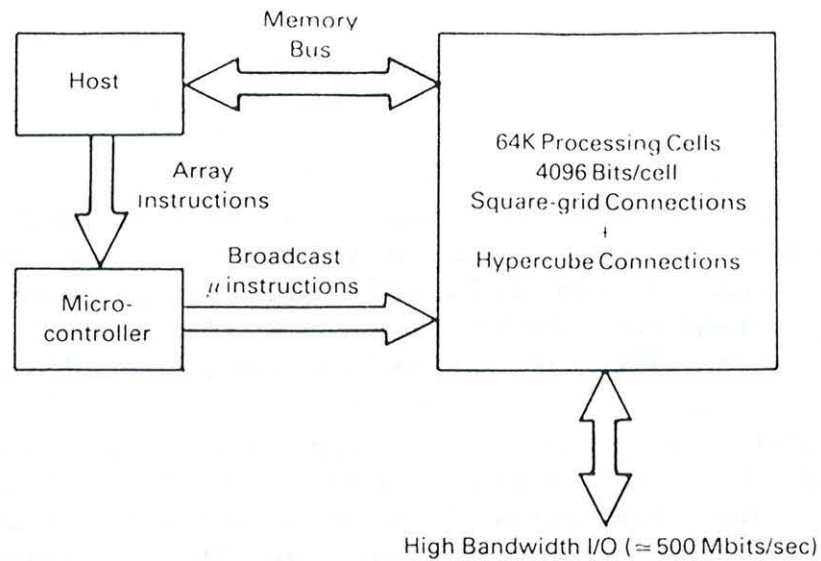 Memory
Bus
Host
64K Processing Cells
4096 Bits/cell
Square-grid Connections
+
Hypercube Connections
Array
Instructions
Broadcast
μ instructions
Micro-
controller
High Bandwidth I/O (≃ 500 Mbits/sec)